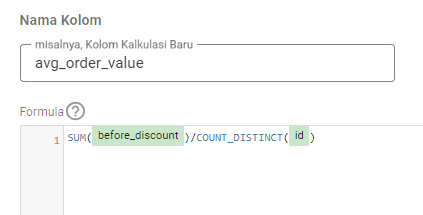 Nama Kolom
misalnya, Kolom Kalkulasi Baru
avg_order_value
Formula ?
1 SUM( before_discount )/COUNT_DISTINCT( id )